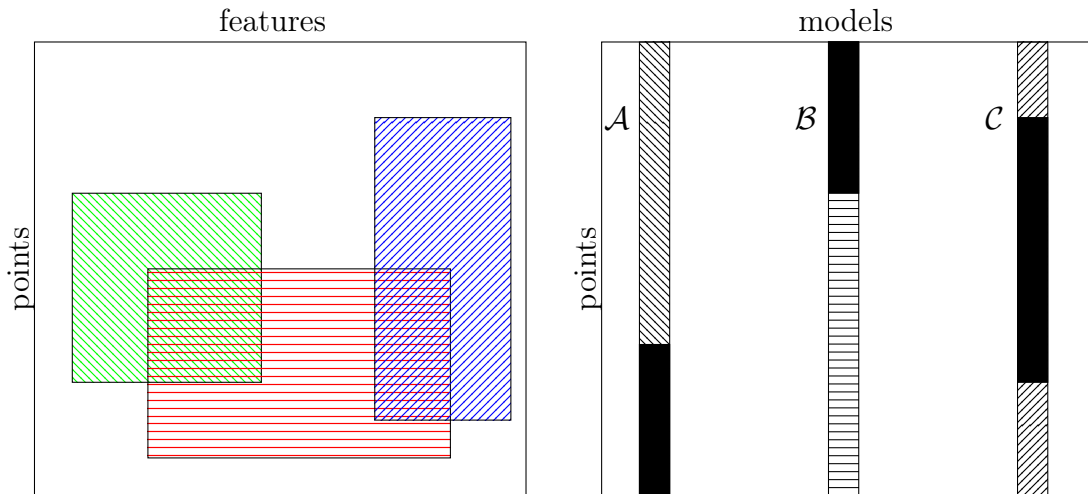 features
points
models
points
𝒜
ℬ
𝒞